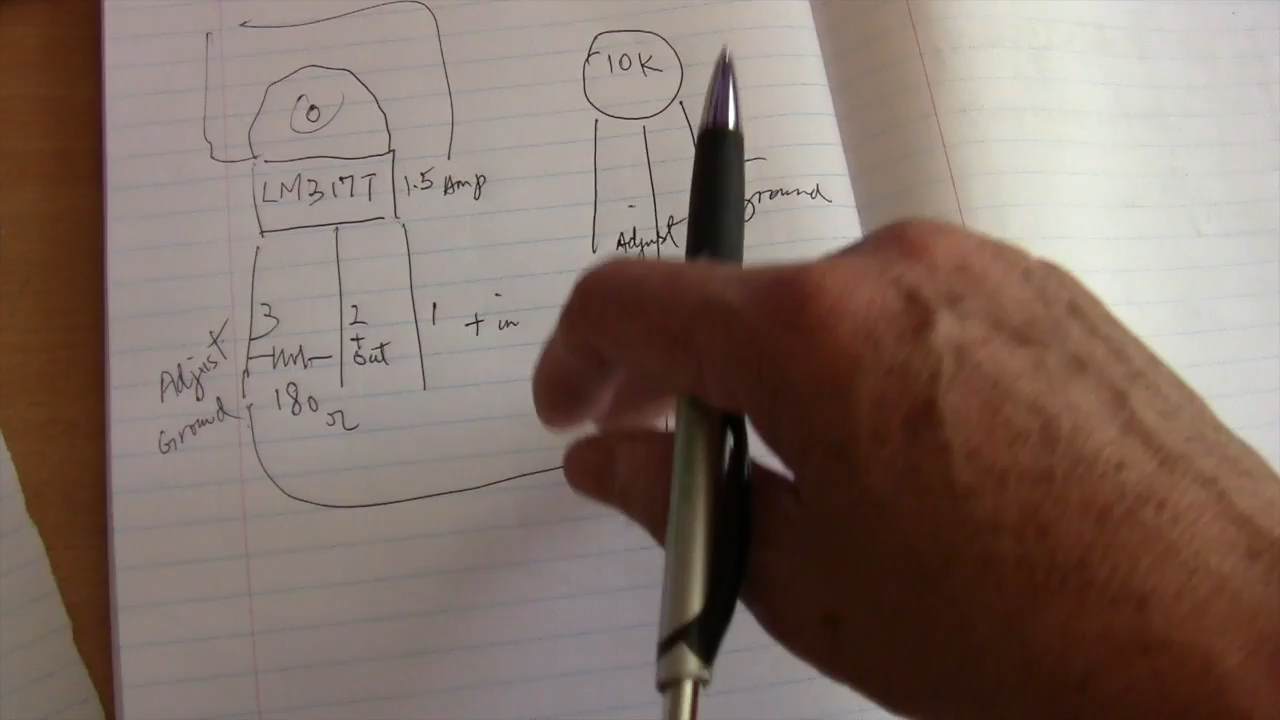 10K
LM317T
1.5 Amp
Ground
Adjust
3
2
1
+ in
+
out
Adjust
180
Ω
Ground